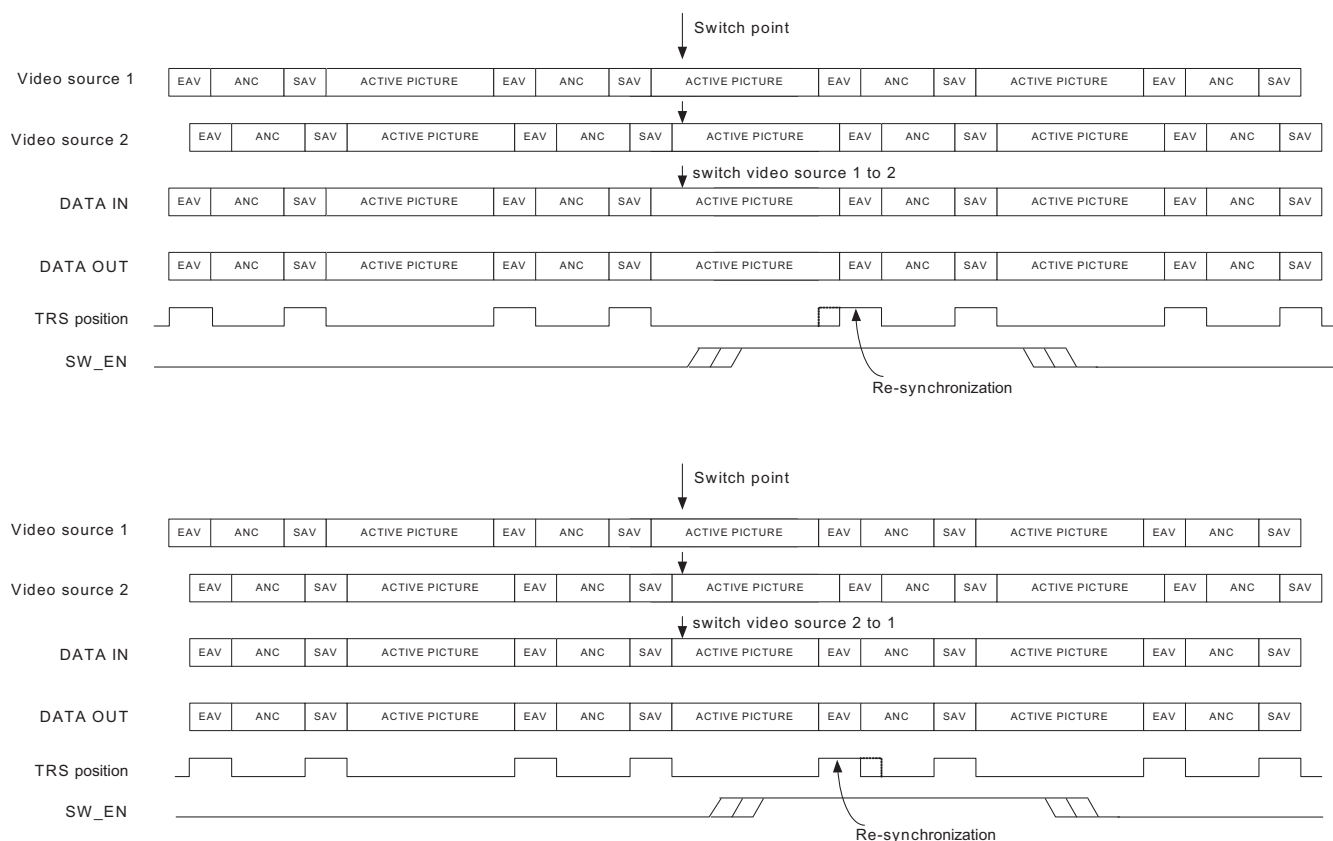 Switch point
Video source 1 EAV ANC SAV ACTIVE PICTURE EAV ANC SAV ACTIVE PICTURE EAV ANC SAV ACTIVE PICTURE EAV ANC SAV
Video source 2 EAV ANC SAV ACTIVE PICTURE EAV ANC SAV ACTIVE PICTURE EAV ANC SAV ACTIVE PICTURE EAV ANC SAV
switch video source 1 to 2
DATA IN EAV ANC SAV ACTIVE PICTURE EAV ANC SAV ACTIVE PICTURE EAV ANC SAV ACTIVE PICTURE EAV ANC SAV
DATA OUT EAV ANC SAV ACTIVE PICTURE EAV ANC SAV ACTIVE PICTURE EAV ANC SAV ACTIVE PICTURE EAV ANC SAV
TRS position
SW_EN
Re-synchronization
Switch point
Video source 1 EAV ANC SAV ACTIVE PICTURE EAV ANC SAV ACTIVE PICTURE EAV ANC SAV ACTIVE PICTURE EAV ANC SAV
Video source 2 EAV ANC SAV ACTIVE PICTURE EAV ANC SAV ACTIVE PICTURE EAV ANC SAV ACTIVE PICTURE EAV ANC SAV
switch video source 2 to 1
DATA IN EAV ANC SAV ACTIVE PICTURE EAV ANC SAV ACTIVE PICTURE EAV ANC SAV ACTIVE PICTURE EAV ANC SAV
DATA OUT EAV ANC SAV ACTIVE PICTURE EAV ANC SAV ACTIVE PICTURE EAV ANC SAV ACTIVE PICTURE EAV ANC SAV
TRS position
SW_EN
Re-synchronization